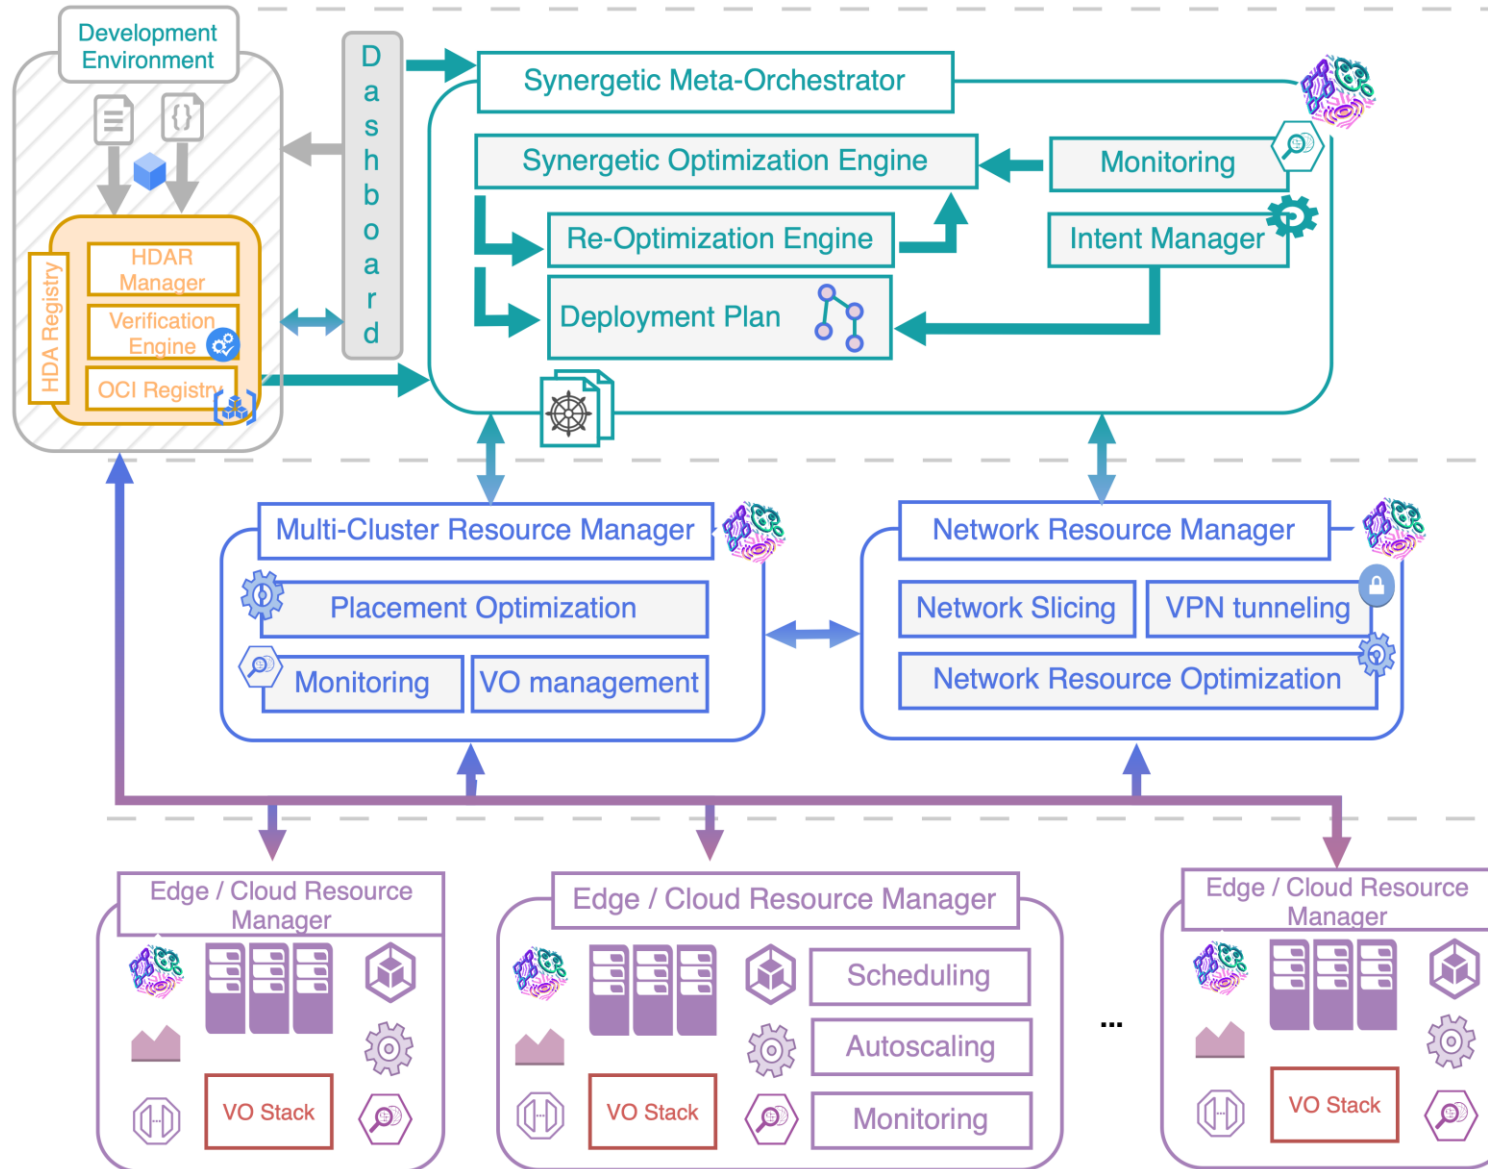 Development
Environment
{}
HDA Registry
HDAR
Manager
Verification
Engine
OCI Registry
Dashboard
Synergetic Meta-Orchestrator
Synergetic Optimization Engine
Monitoring
Re-Optimization Engine
Intent Manager
Deployment Plan
Multi-Cluster Resource Manager
Placement Optimization
Monitoring
VO management
Network Resource Manager
Network Slicing
VPN tunneling
Network Resource Optimization
Edge / Cloud Resource
Manager
VO Stack
Edge / Cloud Resource Manager
Scheduling
Autoscaling
VO Stack
Monitoring
...
Edge / Cloud Resource
Manager
VO Stack